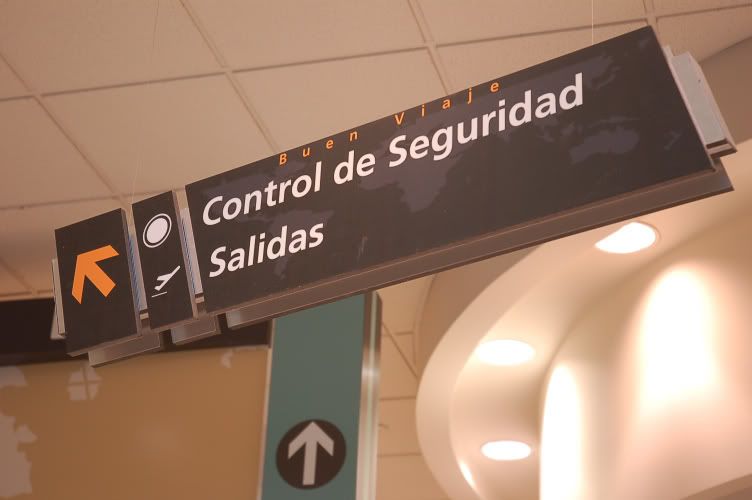 Buen Viaje
Control de Seguridad
Salidas